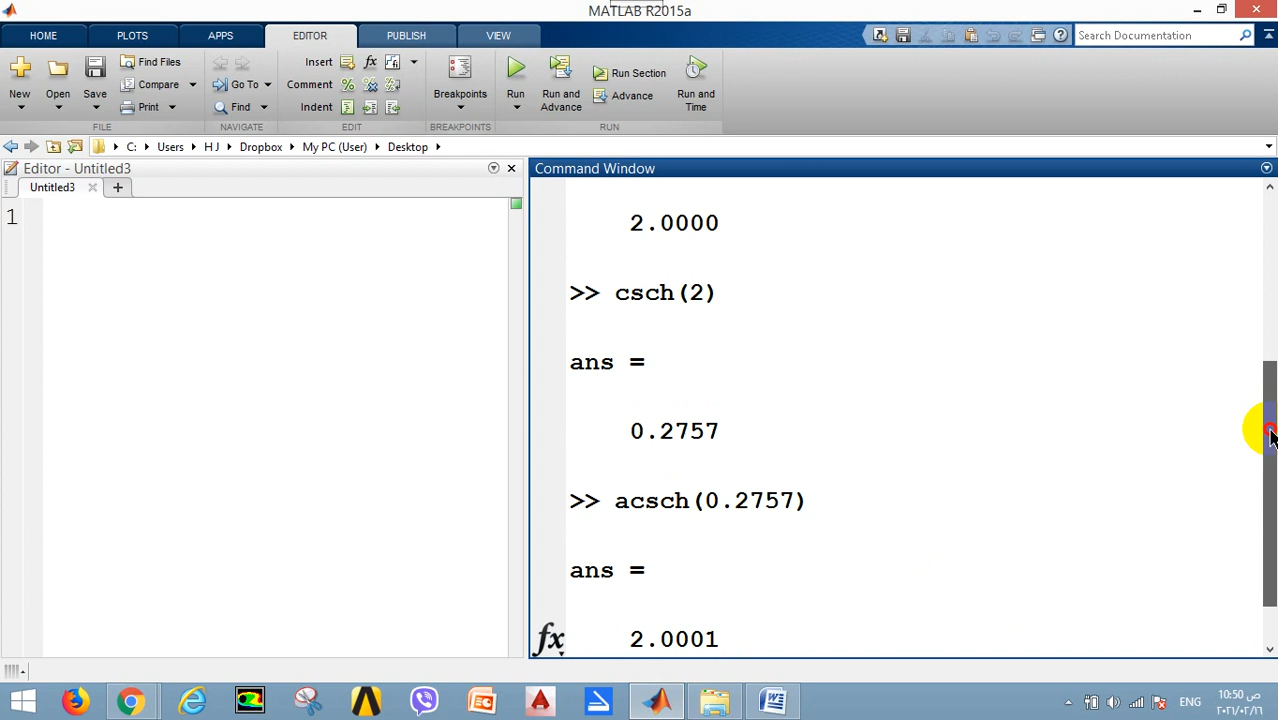 MATLAB R2015a
HOME PLOTS APPS EDITOR PUBLISH VIEW Search Documentation
New Open Save Find Files Compare Print
Go To Find
Insert fx Comment % Indent
Breakpoints
Run Run and Advance Run Section Advance Run and Time
FILE NAVIGATE EDIT BREAKPOINTS RUN
C: Users H J Dropbox My PC (User) Desktop
Editor - Untitled3
Untitled3
1
Command Window
2.0000
>> csch(2)
ans =
0.2757
>> acsch(0.2757)
ans =
fx 2.0001
ENG
10:50 ص